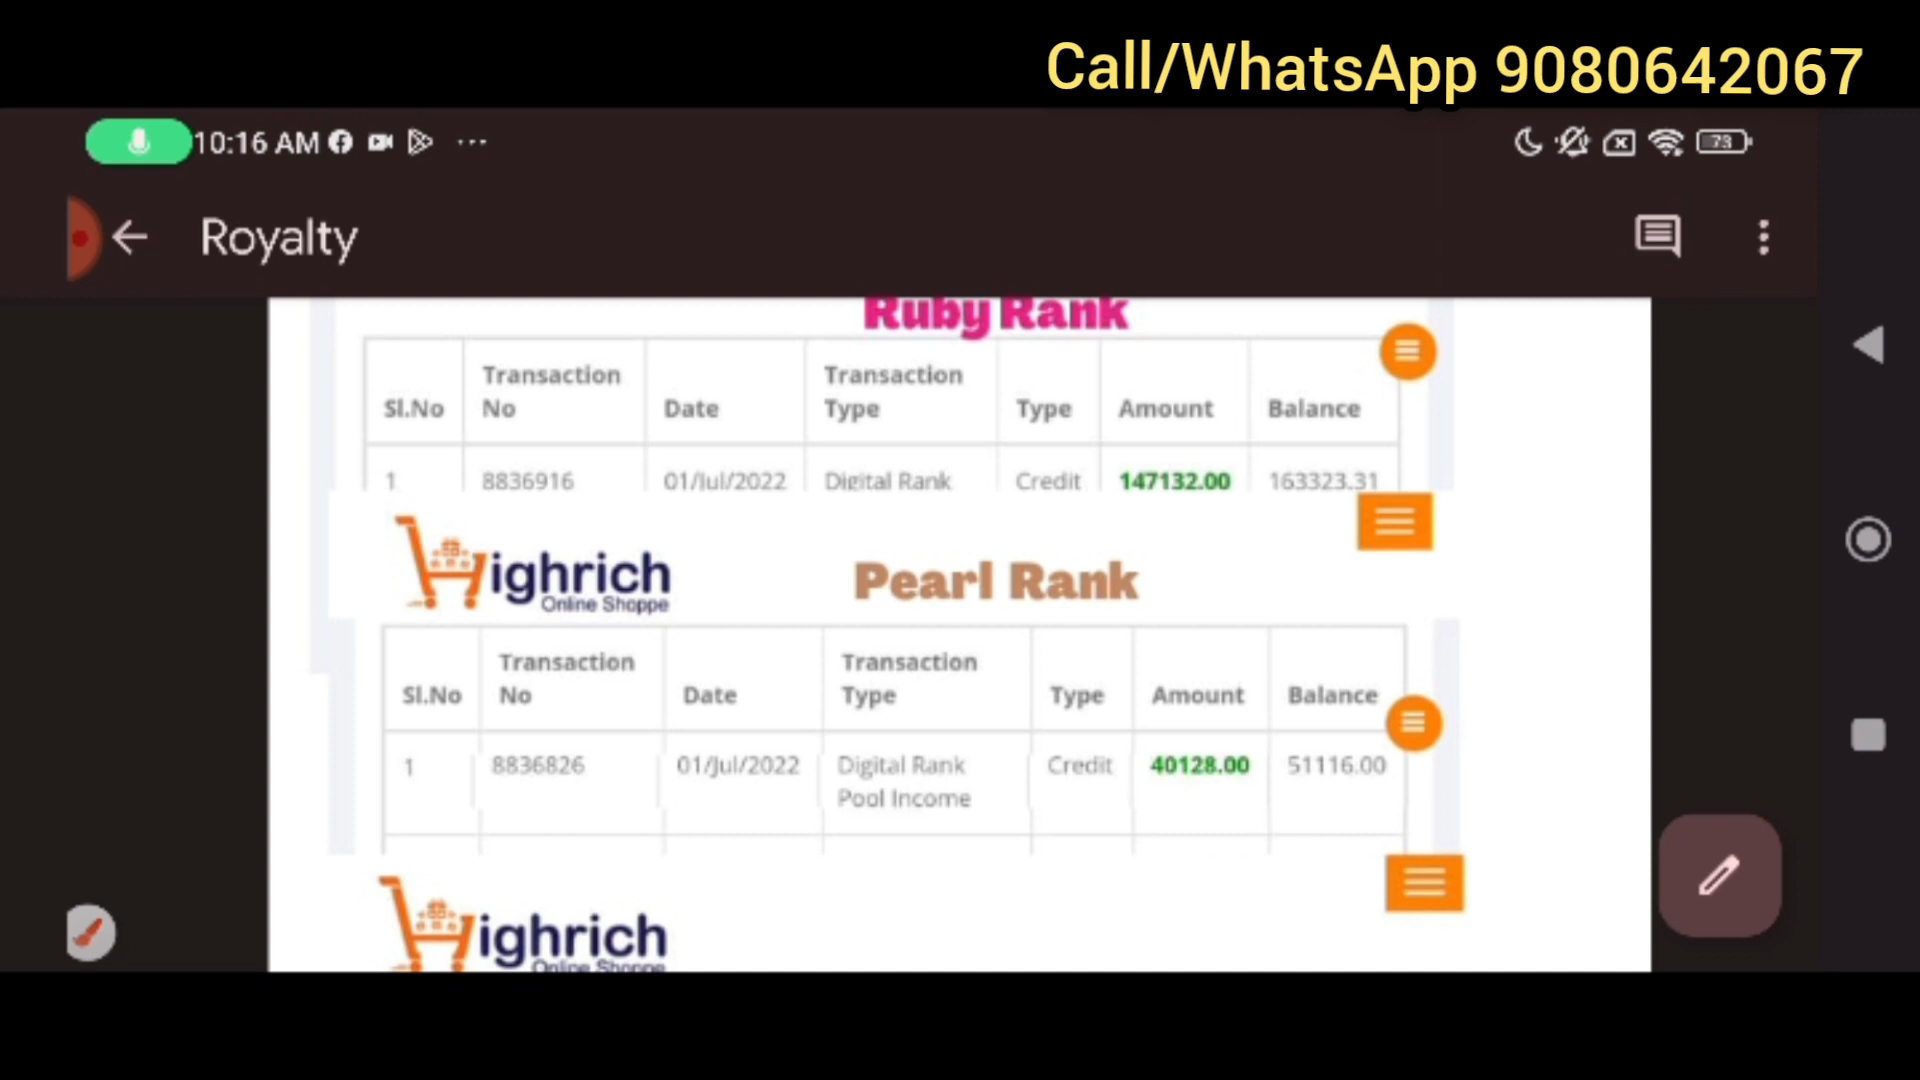 Call/WhatsApp 9080642067
10:16 AM
73
Royalty
Ruby Rank
Sl.No Transaction No Date Transaction Type Type Amount Balance
1 8836916 01/Jul/2022 Digital Rank Credit 147132.00 163323.31
Highrich
Online Shoppe
Pearl Rank
Sl.No Transaction No Date Transaction Type Type Amount Balance
1 8836826 01/Jul/2022 Digital Rank Pool Income Credit 40128.00 51116.00
Highrich
Online Shoppe